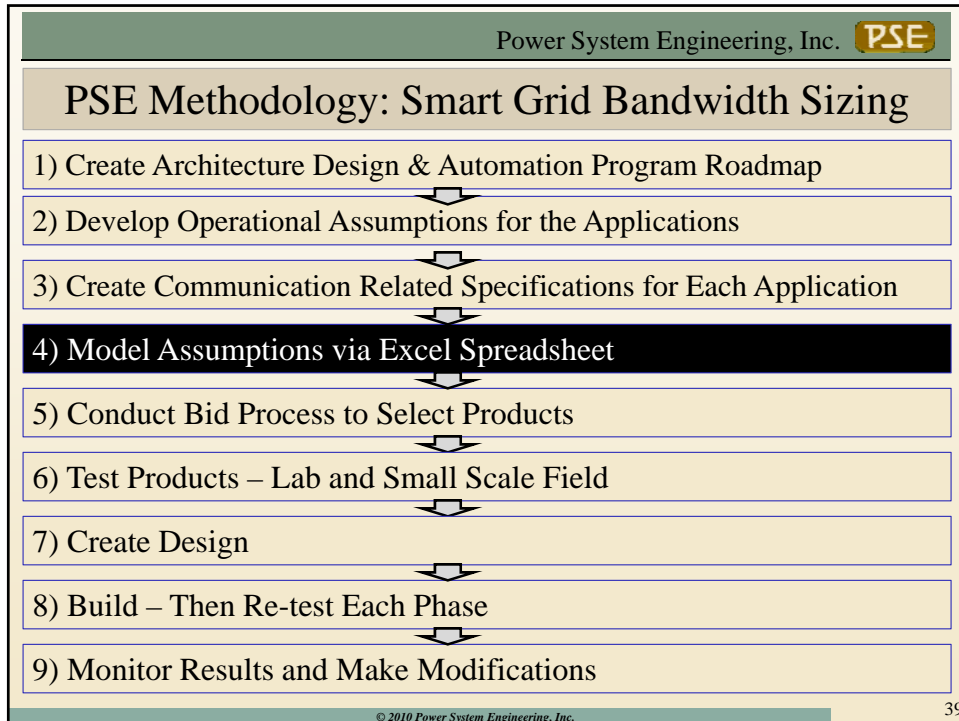 Power System Engineering, Inc. PSE
PSE Methodology: Smart Grid Bandwidth Sizing
1) Create Architecture Design & Automation Program Roadmap
2) Develop Operational Assumptions for the Applications
3) Create Communication Related Specifications for Each Application
4) Model Assumptions via Excel Spreadsheet
5) Conduct Bid Process to Select Products
6) Test Products – Lab and Small Scale Field
7) Create Design
8) Build – Then Re-test Each Phase
9) Monitor Results and Make Modifications
© 2010 Power System Engineering, Inc.
39